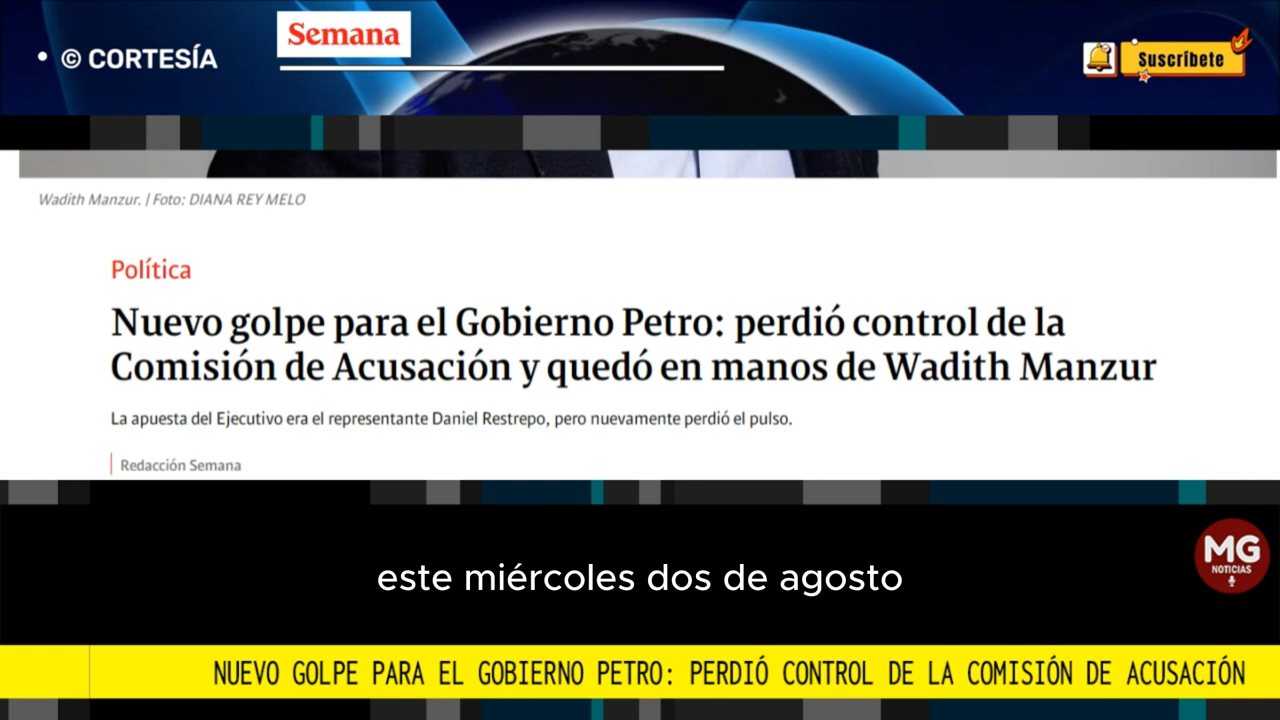 © CORTESÍA
Semana
Suscríbete
Wadith Manzur. | Foto: DIANA REY MELO
Política
Nuevo golpe para el Gobierno Petro: perdió control de la
Comisión de Acusación y quedó en manos de Wadith Manzur
La apuesta del Ejecutivo era el representante Daniel Restrepo, pero nuevamente perdió el pulso.
Redacción Semana
MG
NOTICIAS
este miércoles dos de agosto
NUEVO GOLPE PARA EL GOBIERNO PETRO: PERDIÓ CONTROL DE LA COMISIÓN DE ACUSACIÓN